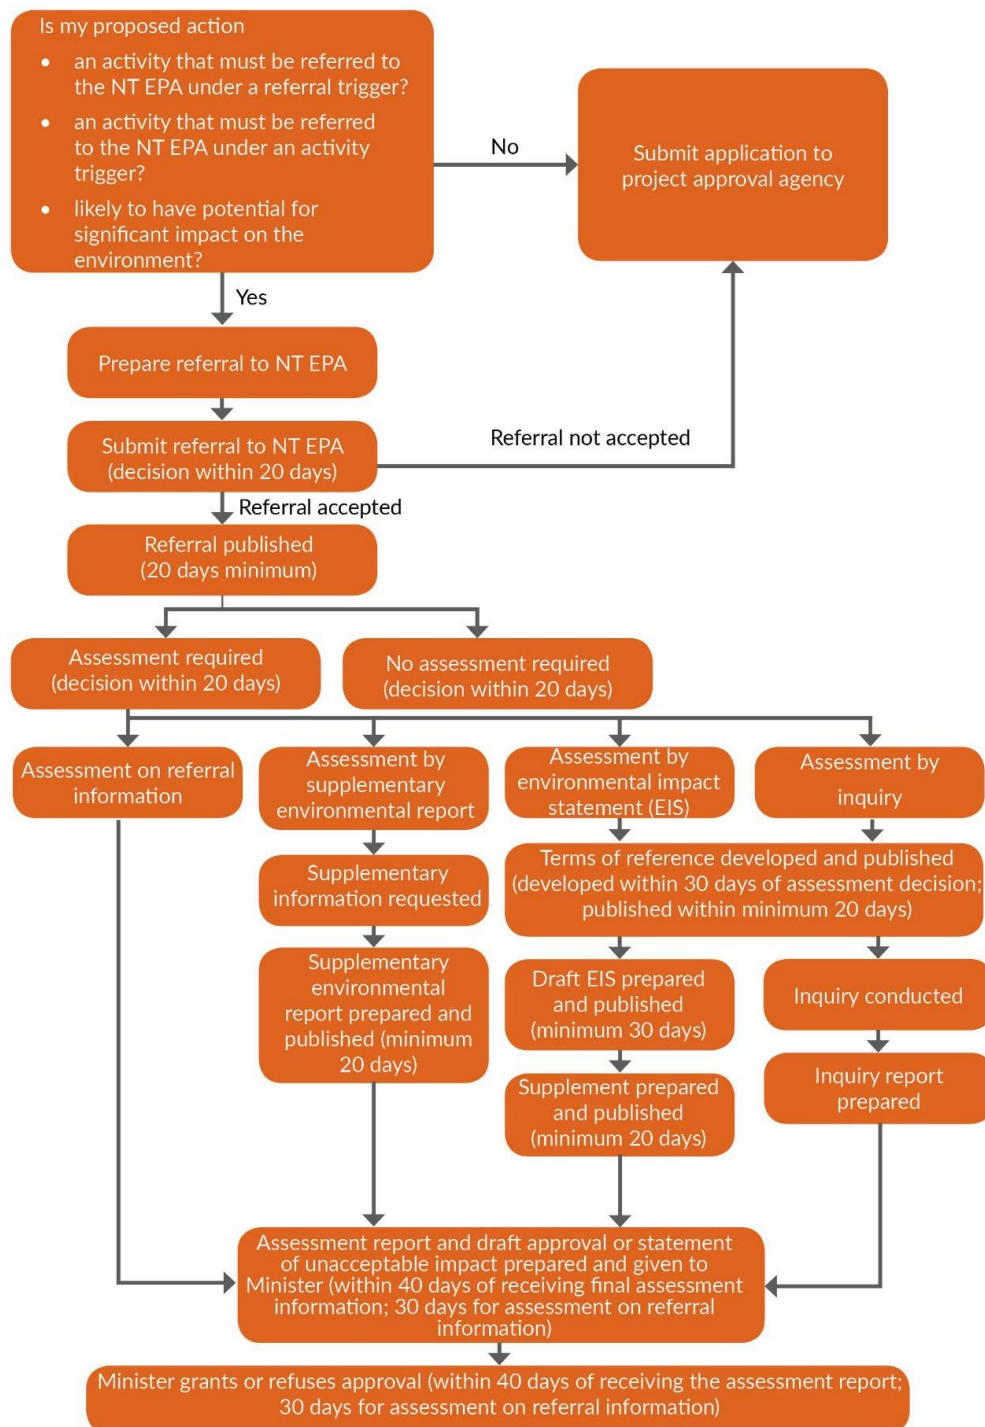 Is my proposed action
• an activity that must be referred to
the NT EPA under a referral trigger?
• an activity that must be referred
to the NT EPA under an activity
trigger?
• likely to have potential for
significant impact on the
environment?
No
Submit application to
project approval agency
Yes
Prepare referral to NT EPA
Submit referral to NT EPA
(decision within 20 days)
Referral not accepted
Referral accepted
Referral published
(20 days minimum)
Assessment required
(decision within 20 days)
No assessment required
(decision within 20 days)
Assessment on referral
information
Assessment by
supplementary
environmental report
Assessment by
environmental impact
statement (EIS)
Assessment by
inquiry
Supplementary
information requested
Terms of reference developed and published
(developed within 30 days of assessment decision;
published within minimum 20 days)
Supplementary
environmental
report prepared and
published (minimum
20 days)
Draft EIS prepared
and published
(minimum 30 days)
Inquiry conducted
Supplement prepared
and published
(minimum 20 days)
Inquiry report
prepared
Assessment report and draft approval or statement
of unacceptable impact prepared and given to
Minister (within 40 days of receiving final assessment
information; 30 days for assessment on referral
information)
Minister grants or refuses approval (within 40 days of receiving the assessment report;
30 days for assessment on referral information)